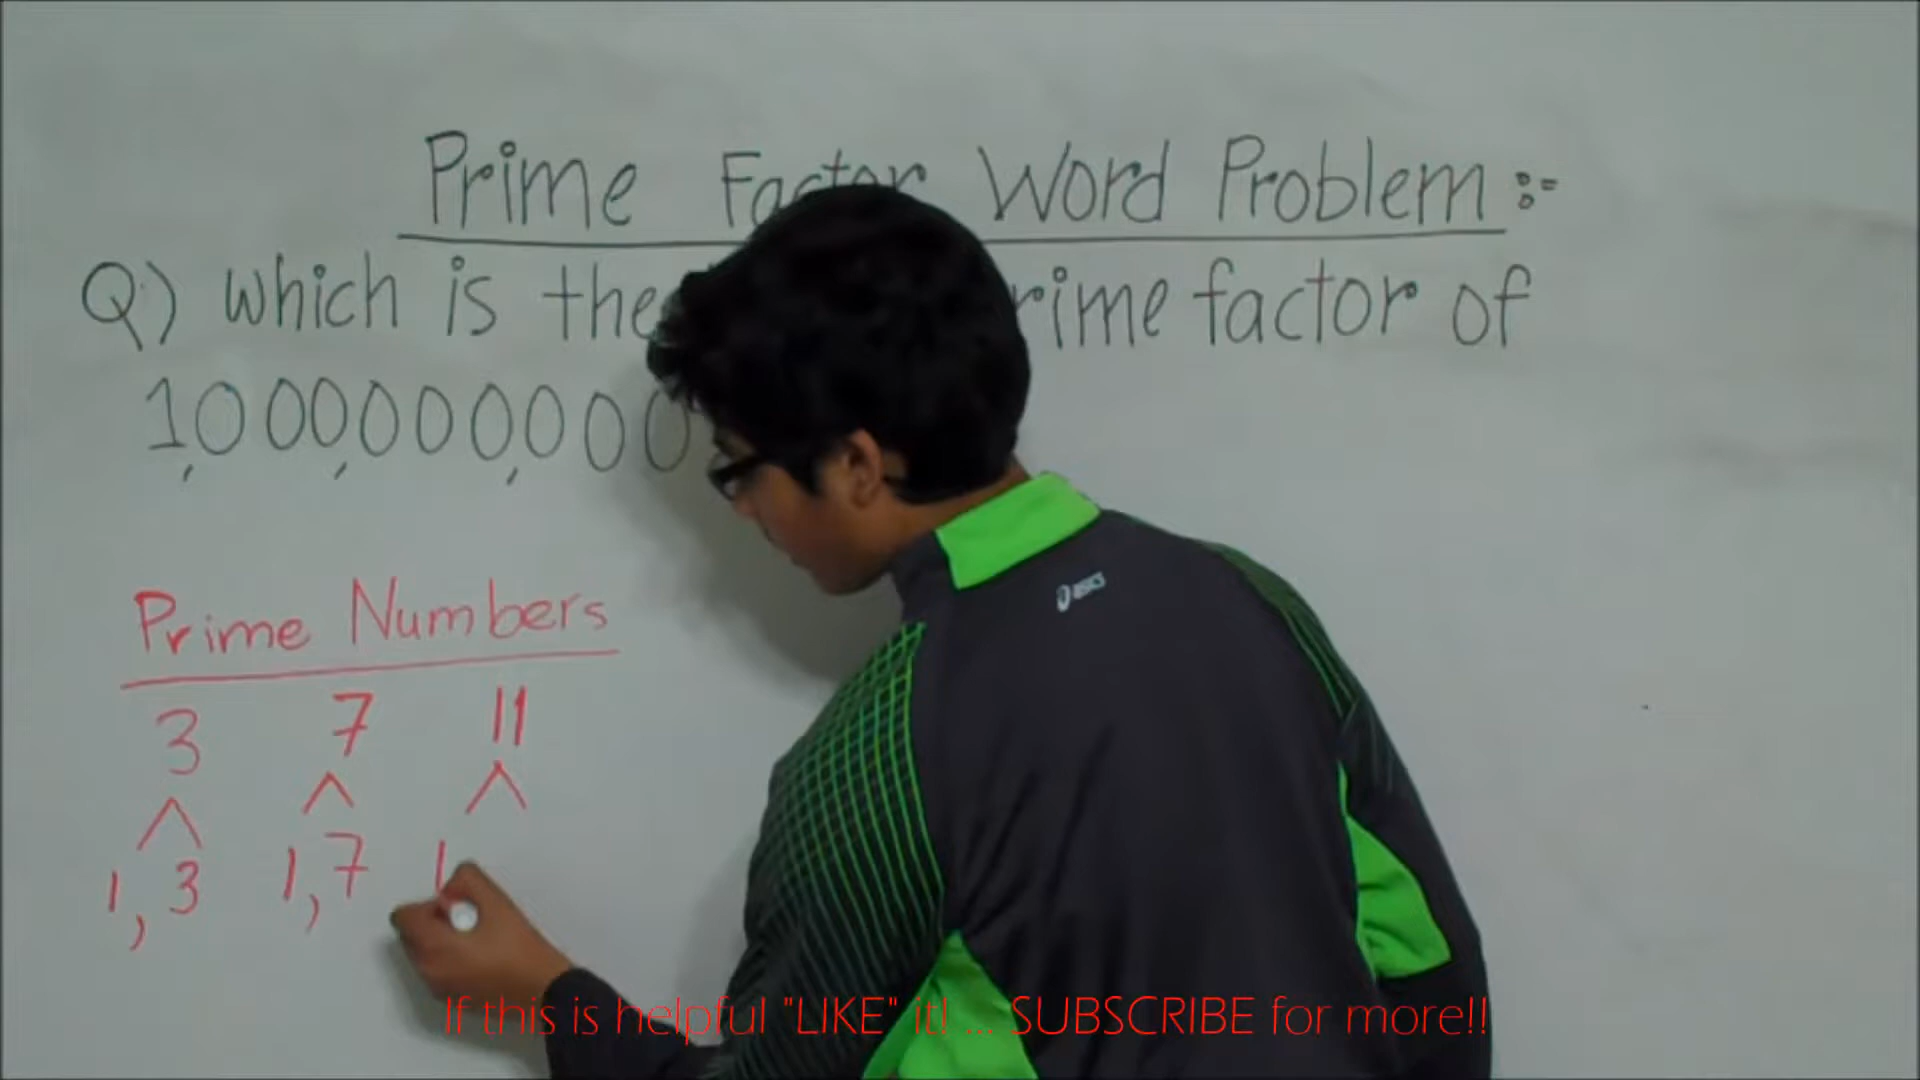 Prime Factor Word Problem :-
Q) Which is the rime factor of
1,000,000,000
Prime Numbers
3 7 11
1, 3 1, 7 1
asics
If this is helpful "LIKE" it! ... SUBSCRIBE for more!!